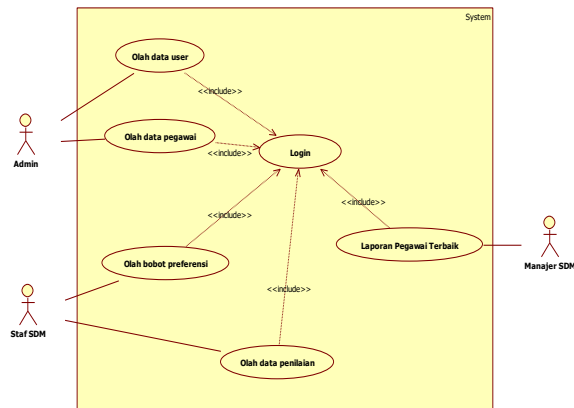 System
Olah data user
<<include>>
Olah data pegawai
<<include>>
Login
Admin
<<include>>
<<include>>
Laporan Pegawai Terbaik
Manajer SDM
Olah bobot preferensi
<<include>>
Staf SDM
Olah data penilaian